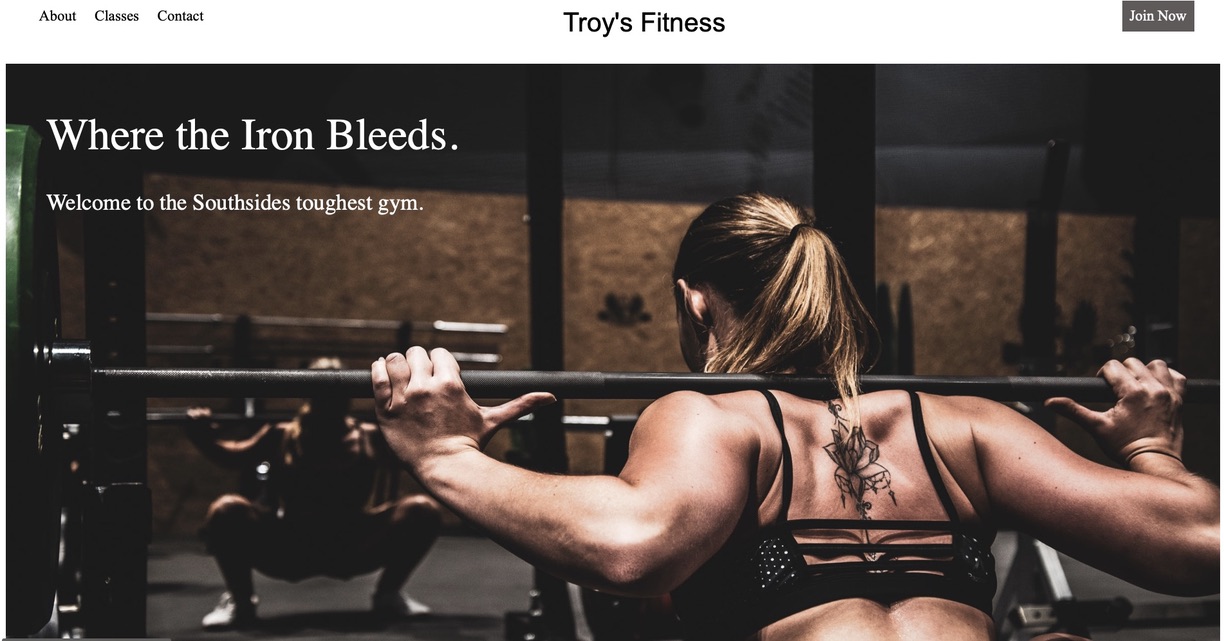 About Classes Contact Troy's Fitness Join Now
Where the Iron Bleeds.
Welcome to the Southsides toughest gym.